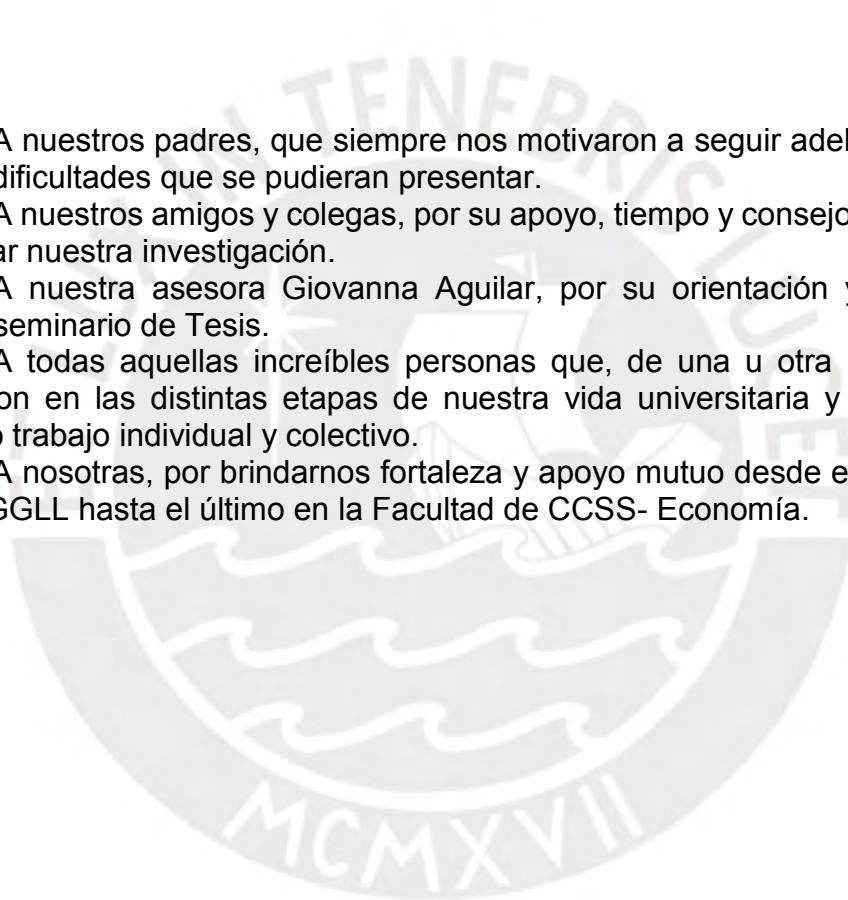 A nuestros padres, que siempre nos motivaron a seguir adel
dificultades que se pudieran presentar.
A nuestros amigos y colegas, por su apoyo, tiempo y consejo
ar nuestra investigación.
A nuestra asesora Giovanna Aguilar, por su orientación y
seminario de Tesis.
A todas aquellas increíbles personas que, de una u otra
on en las distintas etapas de nuestra vida universitaria y
o trabajo individual y colectivo.
A nosotras, por brindarnos fortaleza y apoyo mutuo desde e
GGLL hasta el último en la Facultad de CCSS- Economía.
ET LUX IN TENEBRIS LUCET
MCMXVII